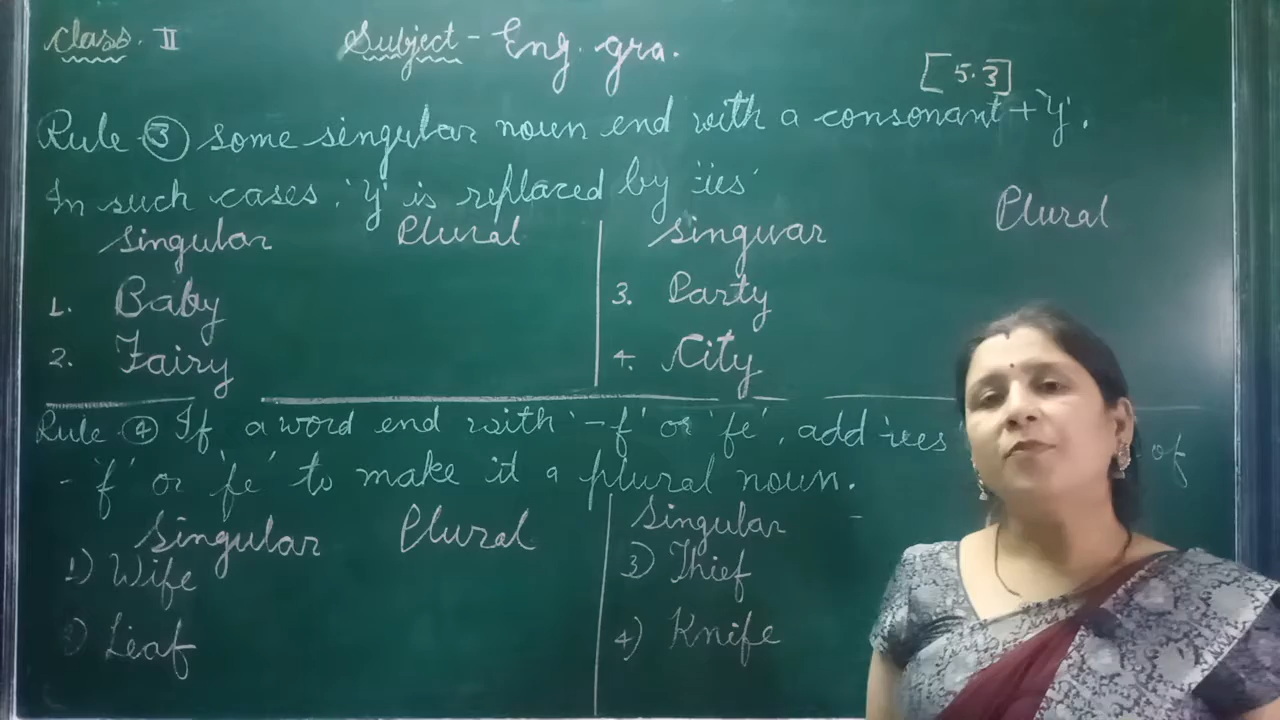 Class. II Subject - Eng. gra.
[5.3]
Rule - ③ some singular noun end with a consonant + 'y'.
In such cases, 'y' is replaced by 'ies'
Singular Plural Singular Plural
1. Baby 3. Party
2. Fairy 4. City
Rule - ④ If a word end with '-f' or 'fe', add 'ves of
- 'f' or 'fe' to make it a plural noun.
Singular Plural Singular
1) Wife 3) Thief
2) Leaf 4) Knife